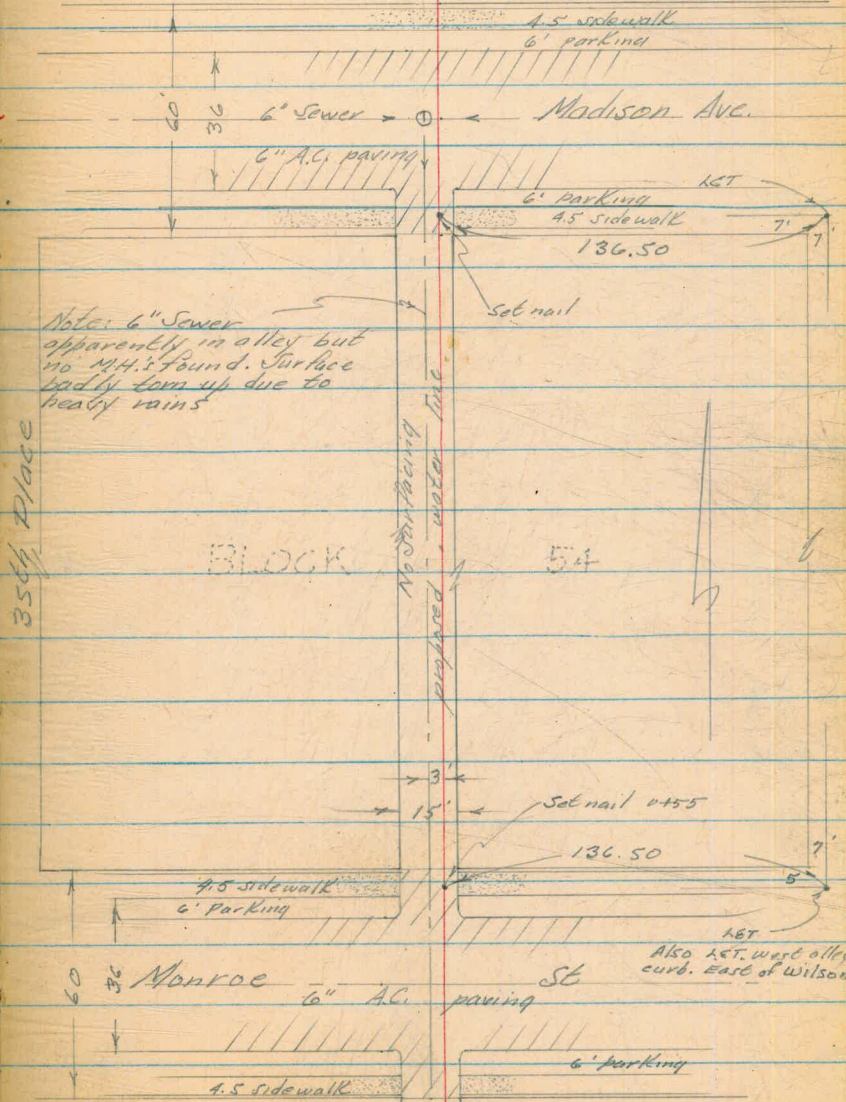 4.5 sidewalk
6' parking
60'
36
6" Sewer
Madison Ave.
6" A.C. paving
L&T
6' parking
4.5 sidewalk
7'
7'
136.50
Set nail
Note: 6" Sewer
apparently in alley but
no M.H.'s found. Surface
badly torn up due to
heavy rains
35th Place
No surfacing
proposed water line
BLOCK 54
3'
15'
Set nail 0+55
136.50
7'
5'
4.5 sidewalk
6' Parking
L&T
Also L&T. west alley
curb. East of Wilson
60
36
Monroe St
6" A.C. paving
6' parking
4.5 sidewalk